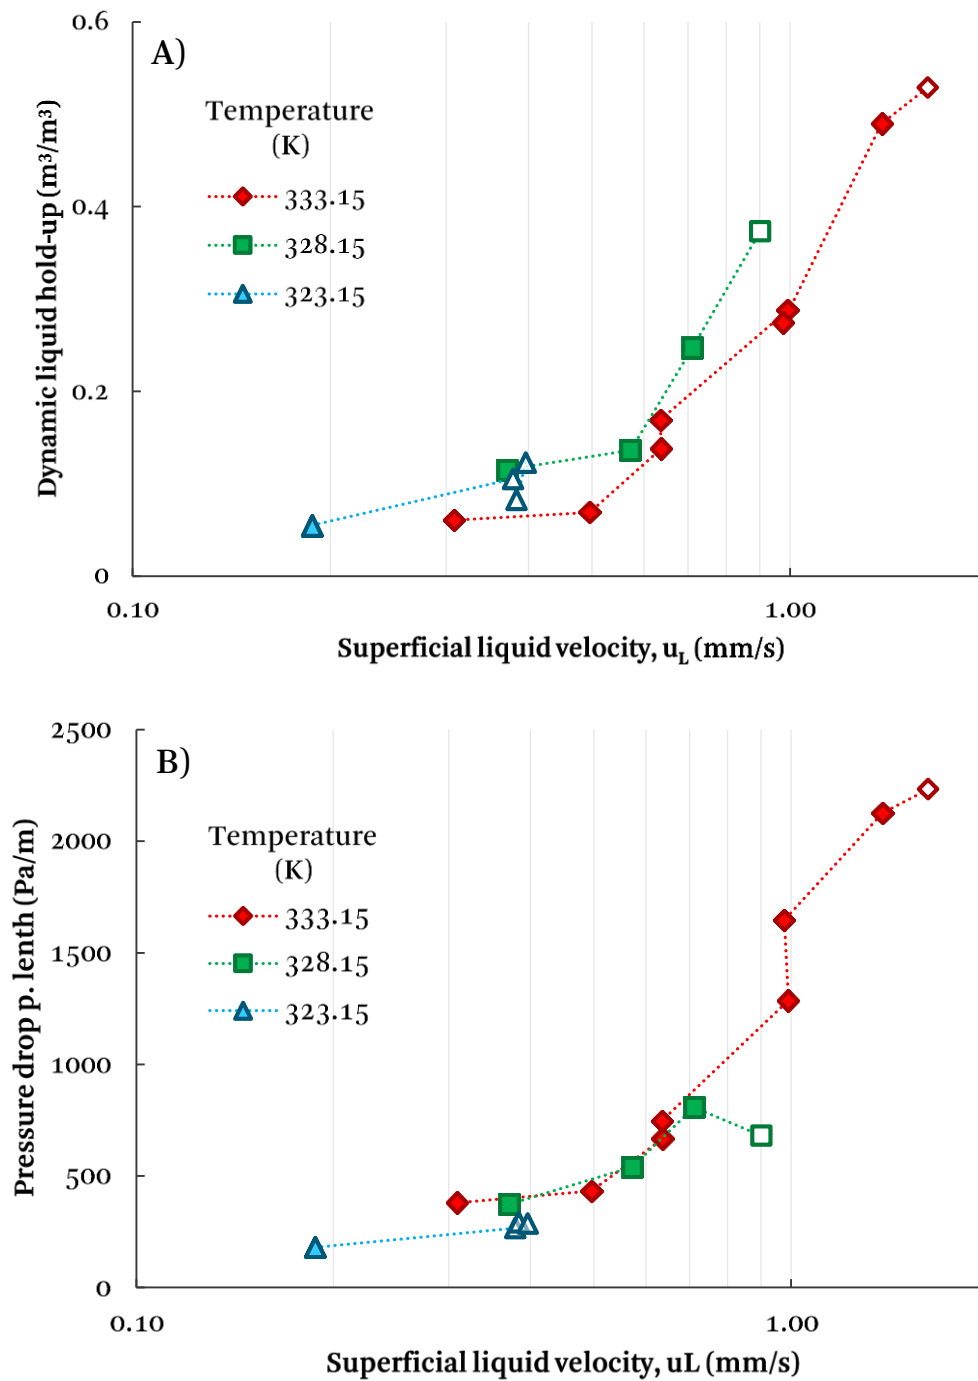 0.6
A)
Temperature
(K)
333.15
328.15
323.15
Dynamic liquid hold-up (m³/m³)
0.4
0.2
0
0.10
1.00
Superficial liquid velocity, u_L (mm/s)
2500
B)
2000
Temperature
(K)
333.15
328.15
323.15
Pressure drop p. lenth (Pa/m)
1500
1000
500
0
0.10
1.00
Superficial liquid velocity, uL (mm/s)